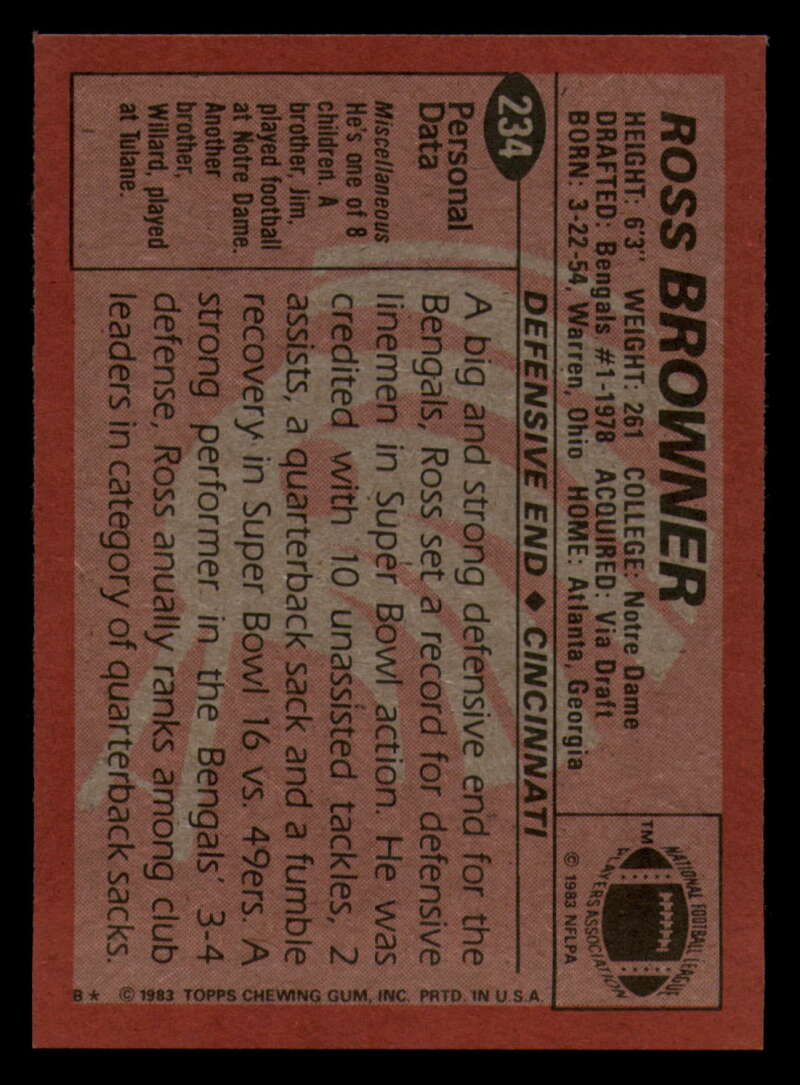 ROSS BROWNER
HEIGHT: 6'3" WEIGHT: 261 COLLEGE: Notre Dame
DRAFTED: Bengals #1-1978 ACQUIRED: Via Draft
BORN: 3-22-54, Warren, Ohio HOME: Atlanta, Georgia
TM
NATIONAL FOOTBALL LEAGUE
PLAYERS ASSOCIATION
© 1983 NFLPA
234
DEFENSIVE END ♦ CINCINNATI
Personal
Data
Miscellaneous
He's one of 8
children. A
brother, Jim,
played football
at Notre Dame.
Another
brother,
Willard, played
at Tulane.
A big and strong defensive end for the
Bengals, Ross set a record for defensive
linemen in Super Bowl action. He was
credited with 10 unassisted tackles, 2
assists, a quarterback sack and a fumble
recovery in Super Bowl 16 vs. 49ers. A
strong performer in the Bengals' 3-4
defense, Ross anually ranks among club
leaders in category of quarterback sacks.
B* © 1983 TOPPS CHEWING GUM, INC. PRTD. IN U.S.A.